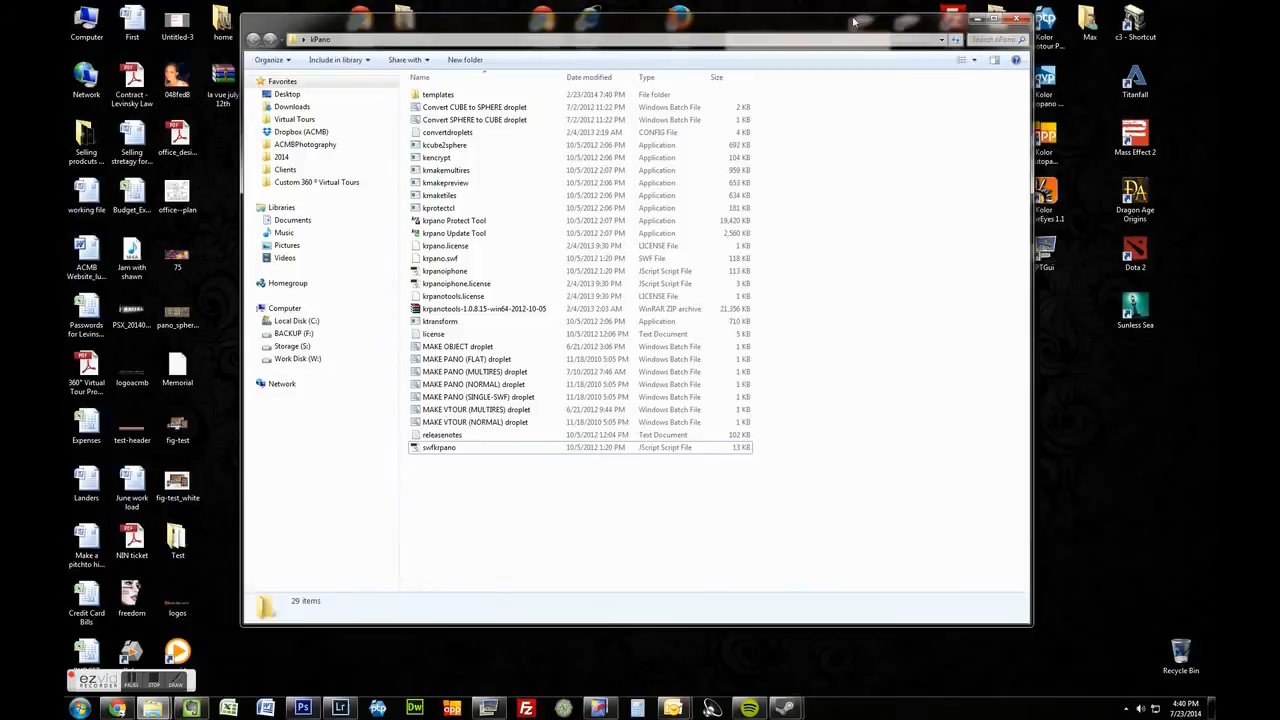 Computer
First
Untitled-3
home
Network
Contract - Levinsky Law
048fed8
la vue july 12th
Selling prodcuts ...
Selling stretagy for ...
office_desi...
working file
Budget_Ex...
office--plan
ACMB Website_lu...
Jam with shawn
75
Passwords for Levins...
PSX_20140...
pano_spher...
360° Virtual Tour Pro...
logoacmb
Memorial
Expenses
test-header
fig-test
Landers
June work load
fig-test_white
Make a pitchto hi...
NIN ticket
Test
Credit Card Bills
freedom
logos
ezvid
RECORDER
PAUSE
STOP
DRAW
kPano
Search kPano
Organize
Include in library
Share with
New folder
Favorites
Desktop
Downloads
Virtual Tours
Dropbox (ACMB)
ACMBPhotography
2014
Clients
Custom 360 º Virtual Tours
Libraries
Documents
Music
Pictures
Videos
Homegroup
Computer
Local Disk (C:)
BACKUP (F:)
Storage (S:)
Work Disk (W:)
Network
Name Date modified Type Size
templates 2/23/2014 7:40 PM File folder
Convert CUBE to SPHERE droplet 7/2/2012 11:22 PM Windows Batch File 2 KB
Convert SPHERE to CUBE droplet 7/2/2012 11:22 PM Windows Batch File 1 KB
convertdroplets 2/4/2013 2:19 AM CONFIG File 4 KB
kcube2sphere 10/5/2012 2:06 PM Application 692 KB
kencrypt 10/5/2012 2:06 PM Application 104 KB
kmakemultires 10/5/2012 2:07 PM Application 959 KB
kmakepreview 10/5/2012 2:06 PM Application 653 KB
kmaketiles 10/5/2012 2:06 PM Application 634 KB
kprotectcl 10/5/2012 2:07 PM Application 181 KB
krpano Protect Tool 10/5/2012 2:07 PM Application 19,420 KB
krpano Update Tool 10/5/2012 2:06 PM Application 2,560 KB
krpano.license 2/4/2013 9:30 PM LICENSE File 1 KB
krpano.swf 10/5/2012 1:20 PM SWF File 118 KB
krpanoiphone 10/5/2012 1:20 PM JScript Script File 113 KB
krpanoiphone.license 2/4/2013 9:30 PM JScript Script File 3 KB
krpanotools.license 2/4/2013 9:30 PM LICENSE File 1 KB
krpanotools-1.0.8.15-win64-2012-10-05 2/4/2013 2:03 AM WinRAR ZIP archive 21,356 KB
ktransform 10/5/2012 2:06 PM Application 710 KB
license 10/5/2012 12:06 PM Text Document 5 KB
MAKE OBJECT droplet 6/21/2012 3:06 PM Windows Batch File 1 KB
MAKE PANO (FLAT) droplet 11/18/2010 5:05 PM Windows Batch File 1 KB
MAKE PANO (MULTIRES) droplet 7/10/2012 7:46 AM Windows Batch File 1 KB
MAKE PANO (NORMAL) droplet 11/18/2010 5:05 PM Windows Batch File 1 KB
MAKE PANO (SINGLE-SWF) droplet 11/18/2010 5:05 PM Windows Batch File 1 KB
MAKE VTOUR (MULTIRES) droplet 6/21/2012 9:44 PM Windows Batch File 1 KB
MAKE VTOUR (NORMAL) droplet 11/18/2010 5:05 PM Windows Batch File 1 KB
releasenotes 10/5/2012 12:04 PM Text Document 102 KB
swfkrpano 10/5/2012 1:20 PM JScript Script File 13 KB
29 items
Kolor
Max
c3 - Shortcut
Kolor
Titanfall
Kolor
Mass Effect 2
Kolor
Dragon Age Origins
PTGui
Dota 2
Sunless Sea
Recycle Bin
4:40 PM
7/23/2014